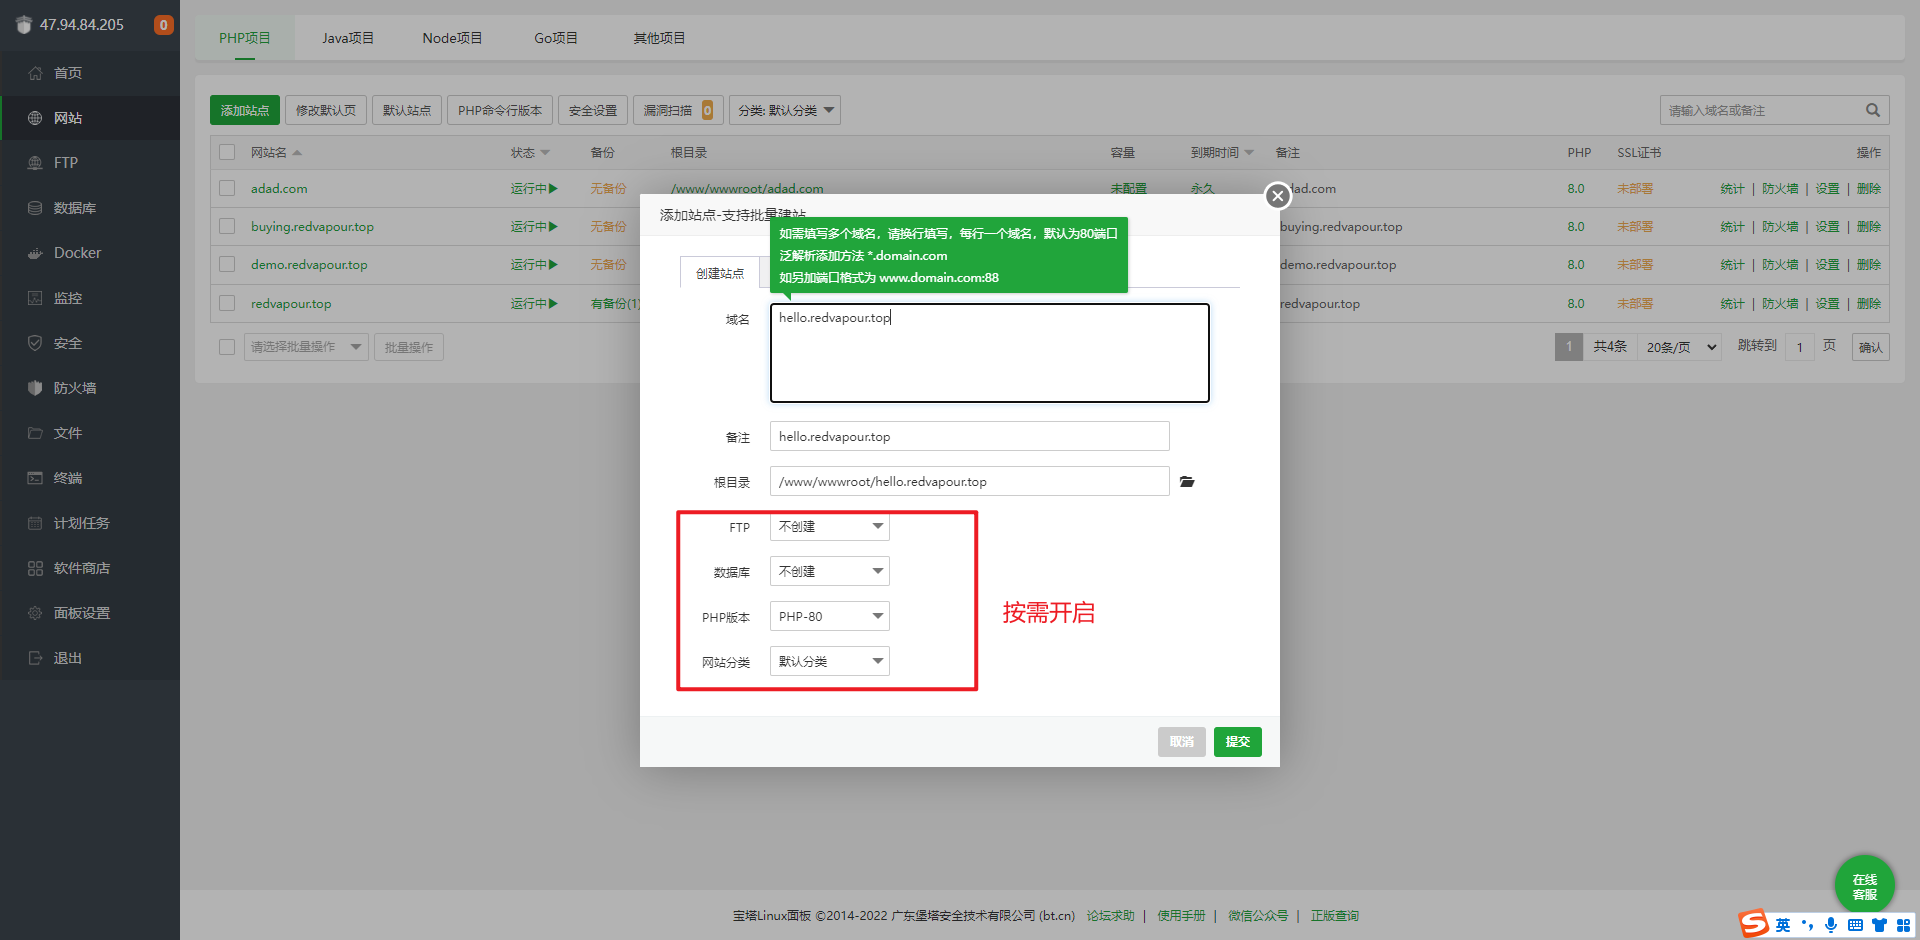 47.94.84.205
0
首页
网站
FTP
数据库
Docker
监控
安全
防火墙
文件
终端
计划任务
软件商店
面板设置
退出
PHP项目 Java项目 Node项目 Go项目 其他项目
添加站点 修改默认页 默认站点 PHP命令行版本 安全设置 漏洞扫描 0 分类: 默认分类 请输入域名或备注
网站名 状态 备份 根目录 容量 到期时间 备注 PHP SSL证书 操作
adad.com 运行中 无备份 /www/wwwroot/adad.com 未配置 永久 dad.com 8.0 未部署 统计 | 防火墙 | 设置 | 删除
buying.redvapour.top 运行中 无备份 buying.redvapour.top 8.0 未部署 统计 | 防火墙 | 设置 | 删除
demo.redvapour.top 运行中 无备份 demo.redvapour.top 8.0 未部署 统计 | 防火墙 | 设置 | 删除
redvapour.top 运行中 有备份(1) redvapour.top 8.0 未部署 统计 | 防火墙 | 设置 | 删除
请选择批量操作 批量操作 1 共4条 20条/页 跳转到 1 页 确认
添加站点-支持批量建站
如需填写多个域名，请换行填写，每行一个域名，默认为80端口
泛解析添加方法 *.domain.com
如另加端口格式为 www.domain.com:88
创建站点
域名 hello.redvapour.top
备注 hello.redvapour.top
根目录 /www/wwwroot/hello.redvapour.top
FTP 不创建
数据库 不创建
PHP版本 PHP-80
网站分类 默认分类
按需开启
取消 提交
宝塔Linux面板 ©2014-2022 广东堡塔安全技术有限公司 (bt.cn) 论坛求助 | 使用手册 | 微信公众号 | 正版查询
在线
客服
S 英